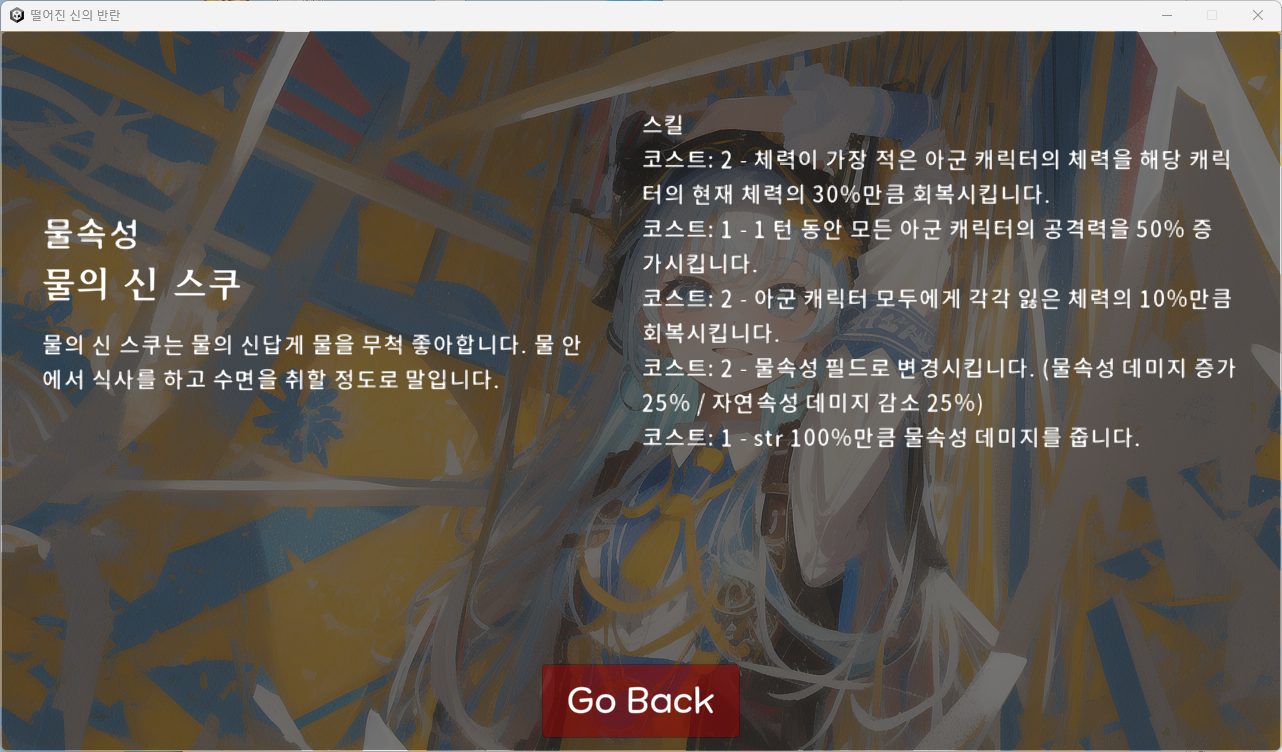 떨어진 신의 반란
물속성
물의 신 스쿠
물의 신 스쿠는 물의 신답게 물을 무척 좋아합니다. 물 안
에서 식사를 하고 수면을 취할 정도로 말입니다.
스킬
코스트: 2 - 체력이 가장 적은 아군 캐릭터의 체력을 해당 캐릭
터의 현재 체력의 30%만큼 회복시킵니다.
코스트: 1 - 1 턴 동안 모든 아군 캐릭터의 공격력을 50% 증
가시킵니다.
코스트: 2 - 아군 캐릭터 모두에게 각각 잃은 체력의 10%만큼
회복시킵니다.
코스트: 2 - 물속성 필드로 변경시킵니다. (물속성 데미지 증가
25% / 자연속성 데미지 감소 25%)
코스트: 1 - str 100%만큼 물속성 데미지를 줍니다.
Go Back